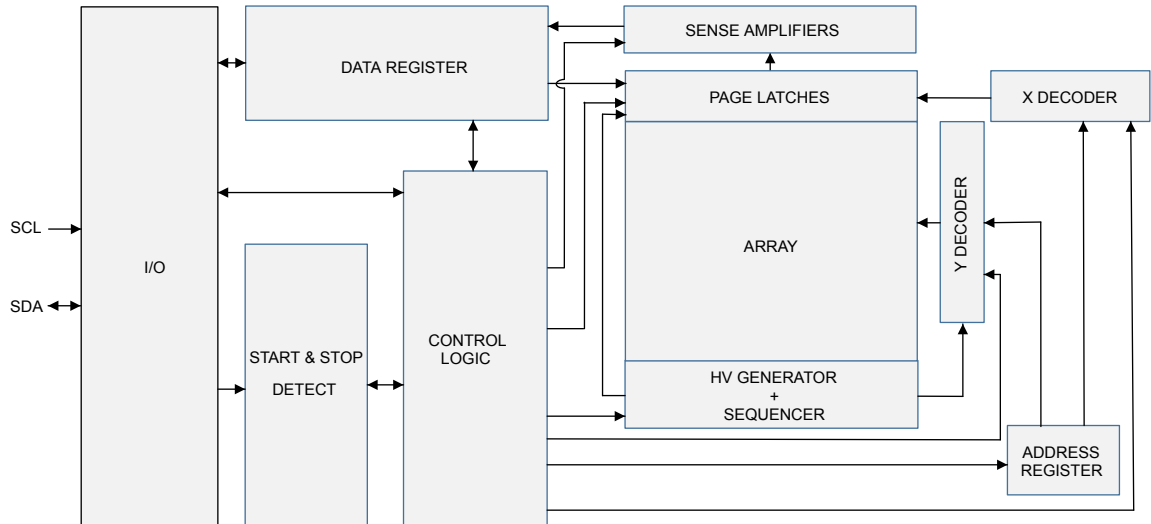 SENSE AMPLIFIERS
DATA REGISTER
PAGE LATCHES
X DECODER
SCL
I/O
SDA
START & STOP
DETECT
CONTROL
LOGIC
ARRAY
Y DECODER
HV GENERATOR
+
SEQUENCER
ADDRESS
REGISTER